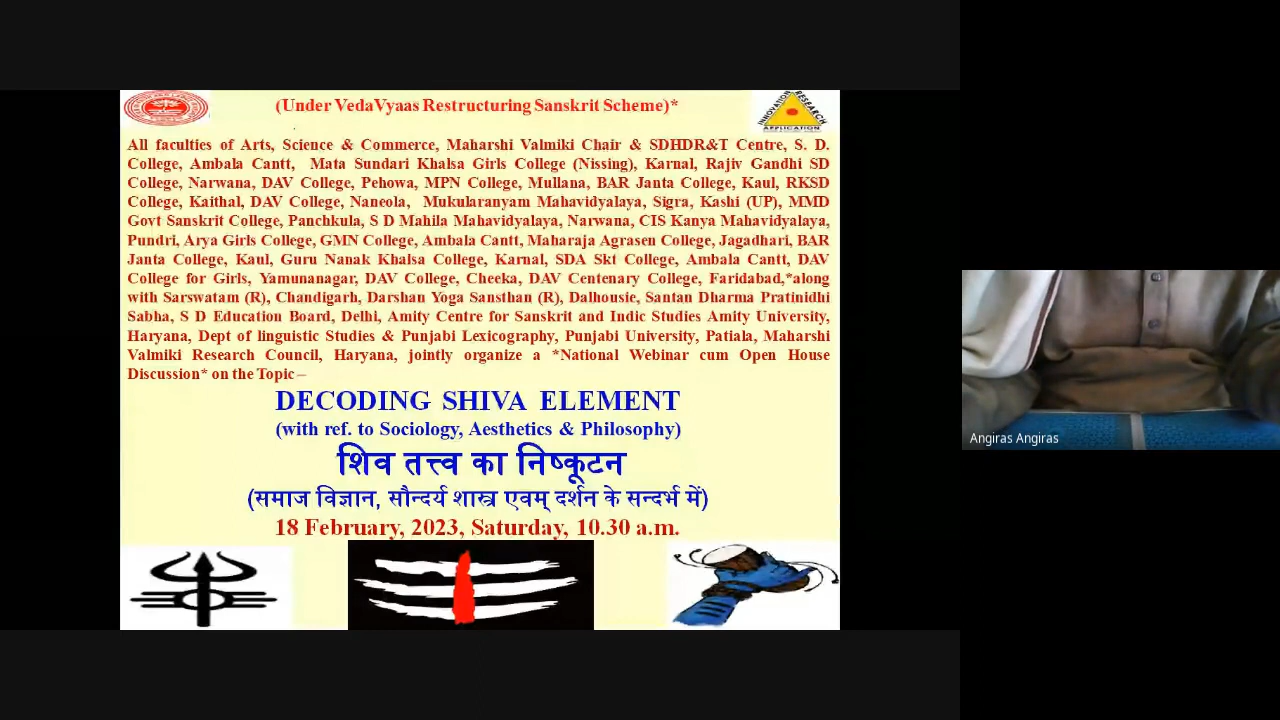 (Under VedaVyaas Restructuring Sanskrit Scheme)*
INNOVATION RESEARCH
APPLICATION
All faculties of Arts, Science & Commerce, Maharshi Valmiki Chair & SDHDR&T Centre, S. D.
College, Ambala Cantt, Mata Sundari Khalsa Girls College (Nissing), Karnal, Rajiv Gandhi SD
College, Narwana, DAV College, Pehowa, MPN College, Mullana, BAR Janta College, Kaul, RKSD
College, Kaithal, DAV College, Naneola, Mukularanyam Mahavidyalaya, Sigra, Kashi (UP), MMD
Govt Sanskrit College, Panchkula, S D Mahila Mahavidyalaya, Narwana, CIS Kanya Mahavidyalaya,
Pundri, Arya Girls College, GMN College, Ambala Cantt, Maharaja Agrasen College, Jagadhari, BAR
Janta College, Kaul, Guru Nanak Khalsa College, Karnal, SDA Skt College, Ambala Cantt, DAV
College for Girls, Yamunanagar, DAV College, Cheeka, DAV Centenary College, Faridabad,*along
with Sarswatam (R), Chandigarh, Darshan Yoga Sansthan (R), Dalhousie, Santan Dharma Pratinidhi
Sabha, S D Education Board, Delhi, Amity Centre for Sanskrit and Indic Studies Amity University,
Haryana, Dept of linguistic Studies & Punjabi Lexicography, Punjabi University, Patiala, Maharshi
Valmiki Research Council, Haryana, jointly organize a *National Webinar cum Open House
Discussion* on the Topic –
DECODING SHIVA ELEMENT
(with ref. to Sociology, Aesthetics & Philosophy)
शिव तत्त्व का निष्कूटन
(समाज विज्ञान, सौन्दर्य शास्त्र एवम् दर्शन के सन्दर्भ में)
18 February, 2023, Saturday, 10.30 a.m.
Angiras Angiras